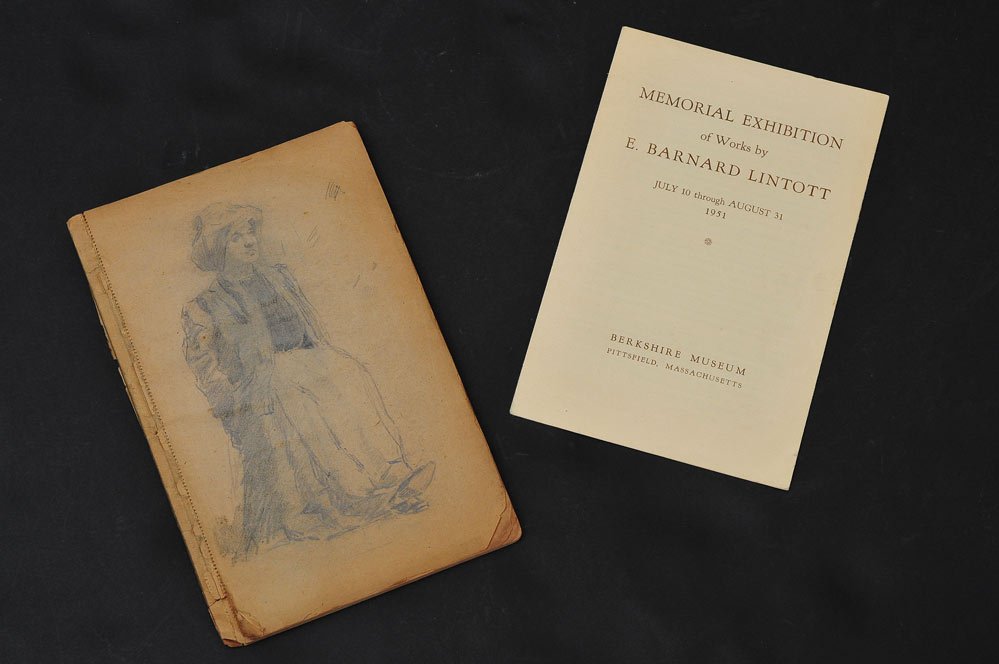 MEMORIAL EXHIBITION
of Works by
E. BARNARD LINTOTT
JULY 10 through AUGUST 31
1951
BERKSHIRE MUSEUM
PITTSFIELD, MASSACHUSETTS